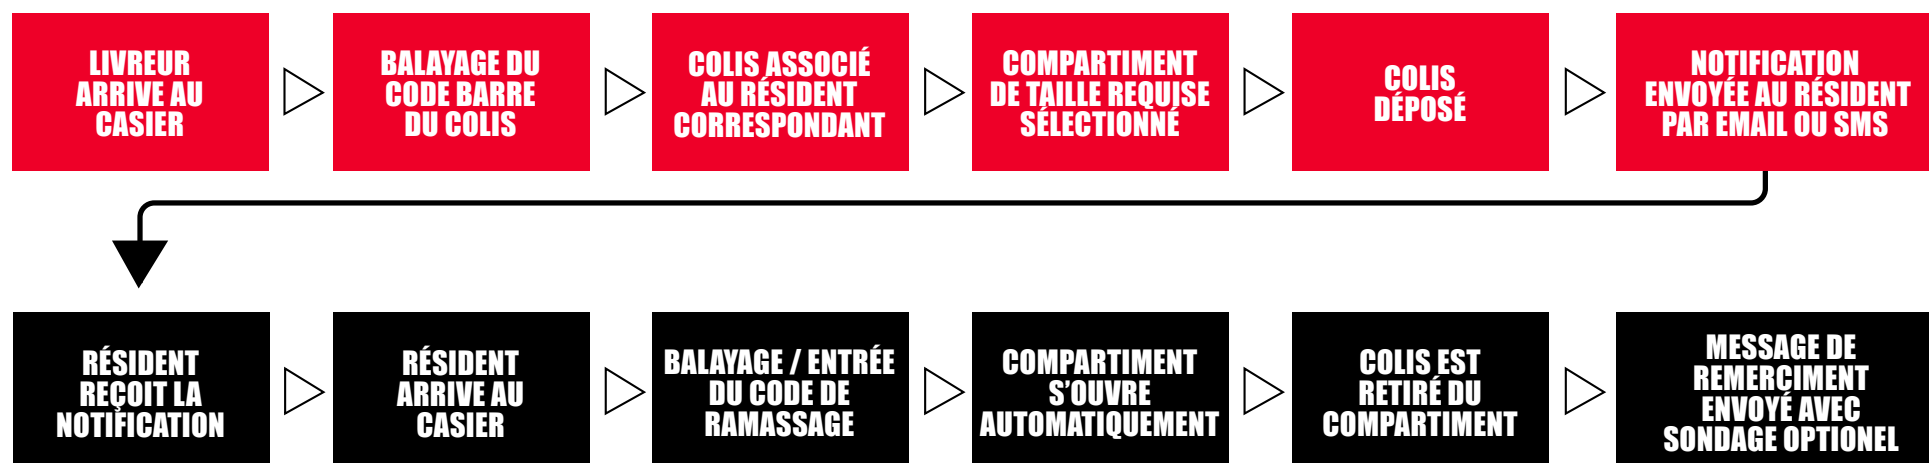 LIVREUR
ARRIVE AU
CASIER
BALAYAGE DU
CODE BARRE
DU COLIS
COLIS ASSOCIÉ
AU RÉSIDENT
CORRESPONDANT
COMPARTIMENT
DE TAILLE REQUISE
SÉLECTIONNÉ
COLIS
DÉPOSÉ
NOTIFICATION
ENVOYÉE AU RÉSIDENT
PAR EMAIL OU SMS
RÉSIDENT
REÇOIT LA
NOTIFICATION
RÉSIDENT
ARRIVE AU
CASIER
BALAYAGE / ENTRÉE
DU CODE DE
RAMASSAGE
COMPARTIMENT
S'OUVRE
AUTOMATIQUEMENT
COLIS EST
RETIRÉ DU
COMPARTIMENT
MESSAGE DE
REMERCIMENT
ENVOYÉ AVEC
SONDAGE OPTIONEL